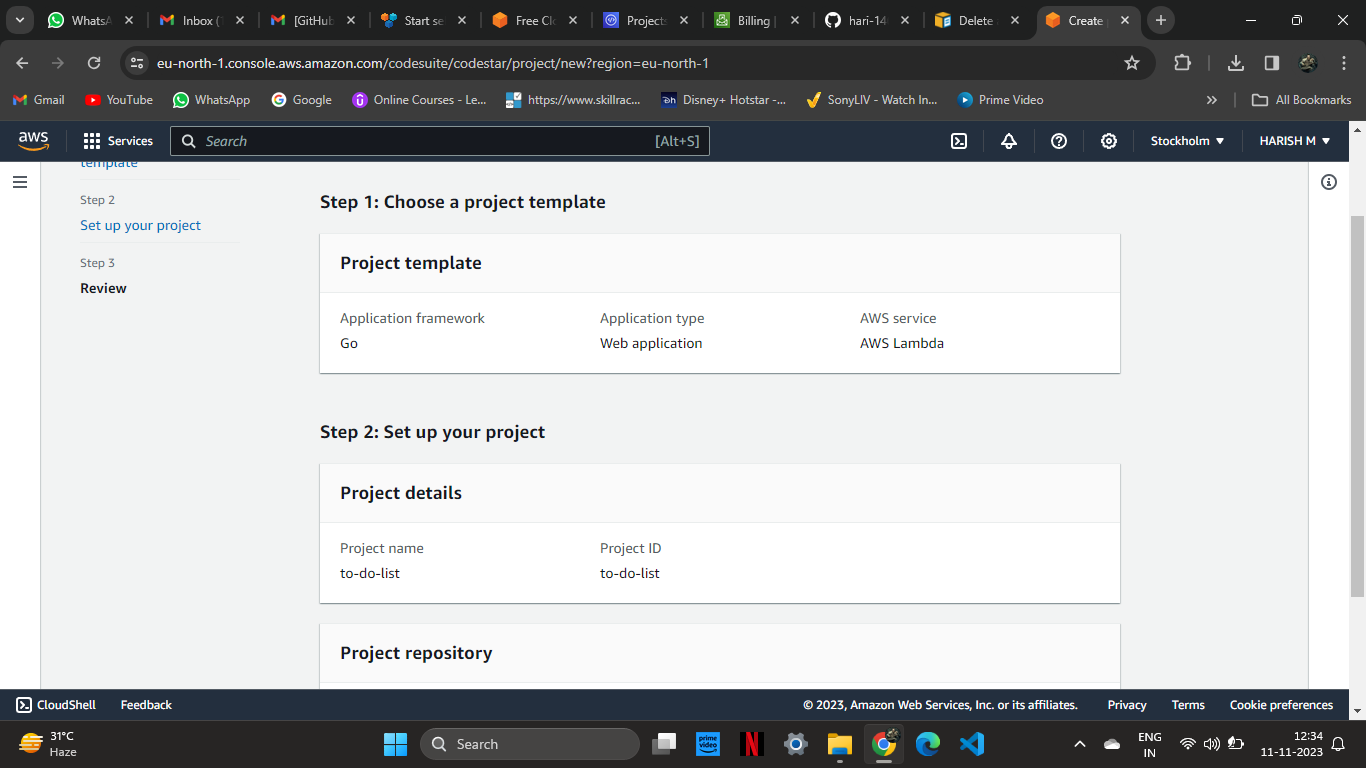 WhatsA
Inbox (
[GitHub
Start se
Free Clo
Projects
Billing |
hari-14
Delete
Create
eu-north-1.console.aws.amazon.com/codesuite/codestar/project/new?region=eu-north-1
Gmail YouTube WhatsApp Google Online Courses - Le... https://www.skillrac... Disney+ Hotstar -... SonyLIV - Watch In... Prime Video » All Bookmarks
aws Services Search [Alt+S] Stockholm HARISH M
template
Step 2
Set up your project
Step 3
Review
Step 1: Choose a project template
Project template
Application framework Application type AWS service
Go Web application AWS Lambda
Step 2: Set up your project
Project details
Project name Project ID
to-do-list to-do-list
Project repository
CloudShell Feedback © 2023, Amazon Web Services, Inc. or its affiliates. Privacy Terms Cookie preferences
31°C
Haze
Search
prime video
N
ENG
IN
12:34
11-11-2023